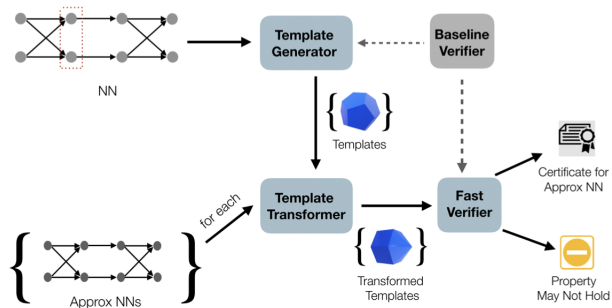 Template
Generator
Baseline
Verifier
NN
Templates
for each
Template
Transformer
Fast
Verifier
Certificate for
Approx NN
Approx NNs
Transformed
Templates
Property
May Not Hold